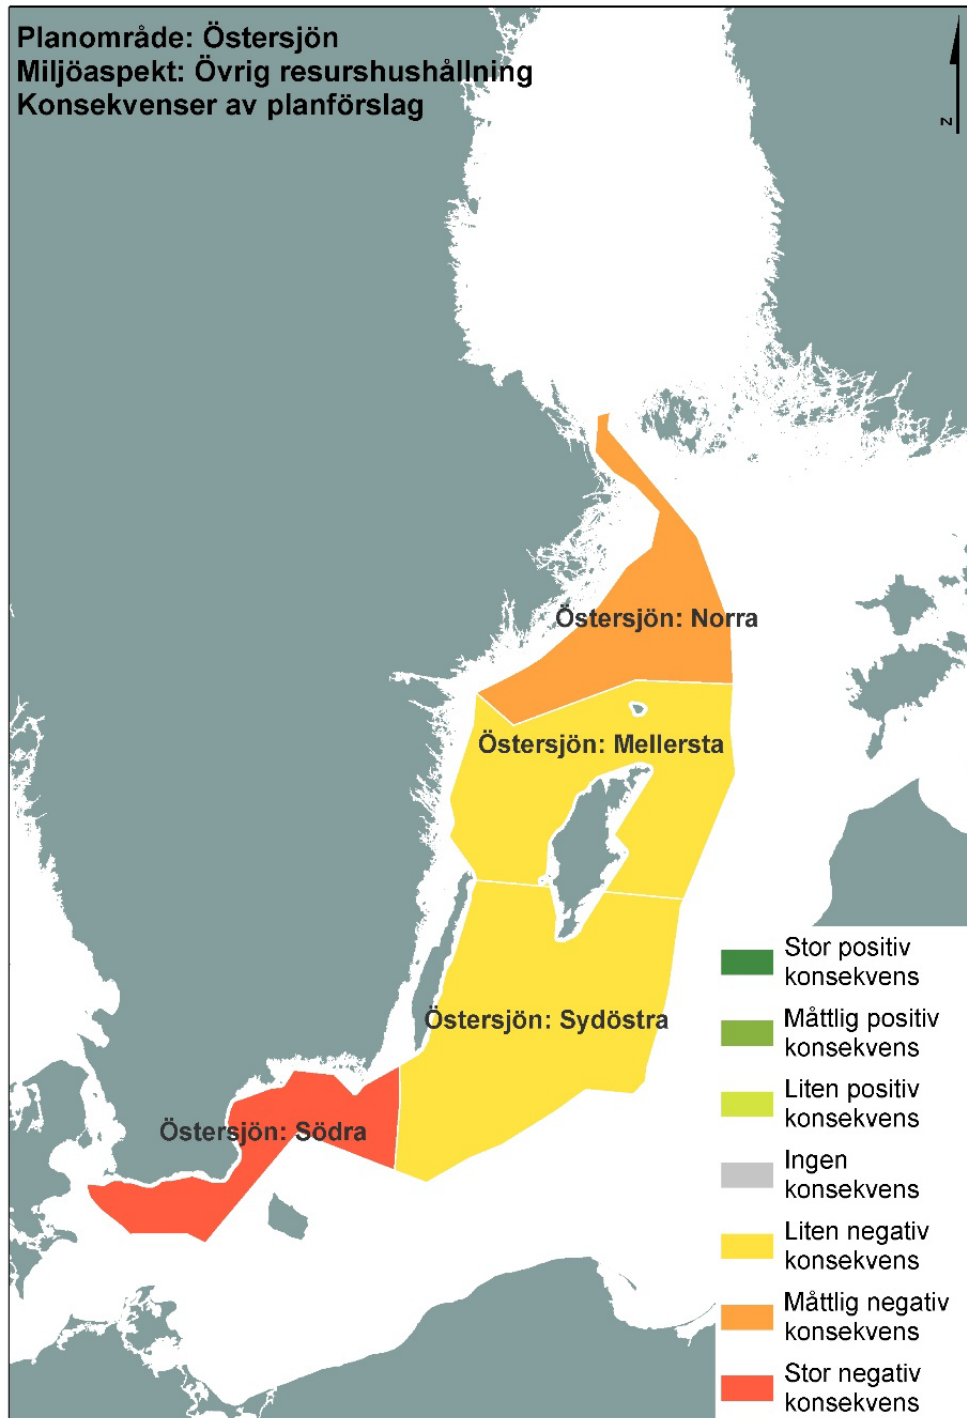 Planområde: Östersjön
Miljöaspekt: Övrig resurshushållning
Konsekvenser av planförslag
N
Östersjön: Norra
Östersjön: Mellersta
Östersjön: Sydöstra
Östersjön: Södra
Stor positiv
konsekvens
Måttlig positiv
konsekvens
Liten positiv
konsekvens
Ingen
konsekvens
Liten negativ
konsekvens
Måttlig negativ
konsekvens
Stor negativ
konsekvens